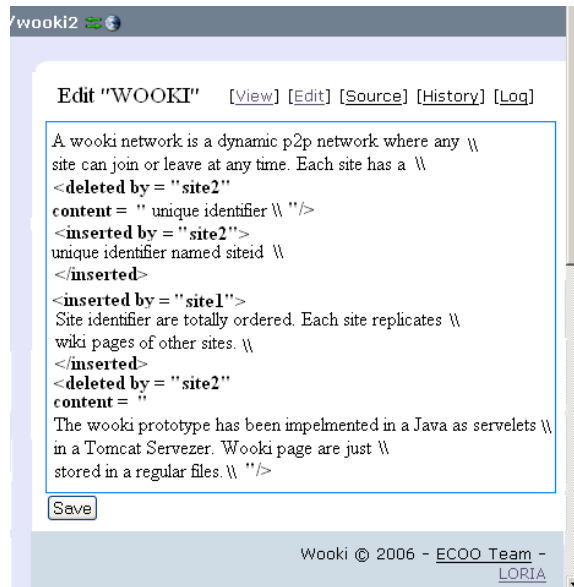 /wooki2
Edit "WOOKI" [View] [Edit] [Source] [History] [Log]
A wooki network is a dynamic p2p network where any \\
site can join or leave at any time. Each site has a \\
<deleted by = "site2"
content = " unique identifier \\ "/>
<inserted by = "site2">
unique identifier named siteid \\
</inserted>
<inserted by = "site1">
Site identifier are totally ordered. Each site replicates \\
wiki pages of other sites. \\
</inserted>
<deleted by = "site2"
content = "
The wooki prototype has been impelmented in a Java as servelets \\
in a Tomcat Servezer. Wooki page are just \\
stored in a regular files. \\ "/>
Save
Wooki © 2006 - ECOO Team -
LORIA